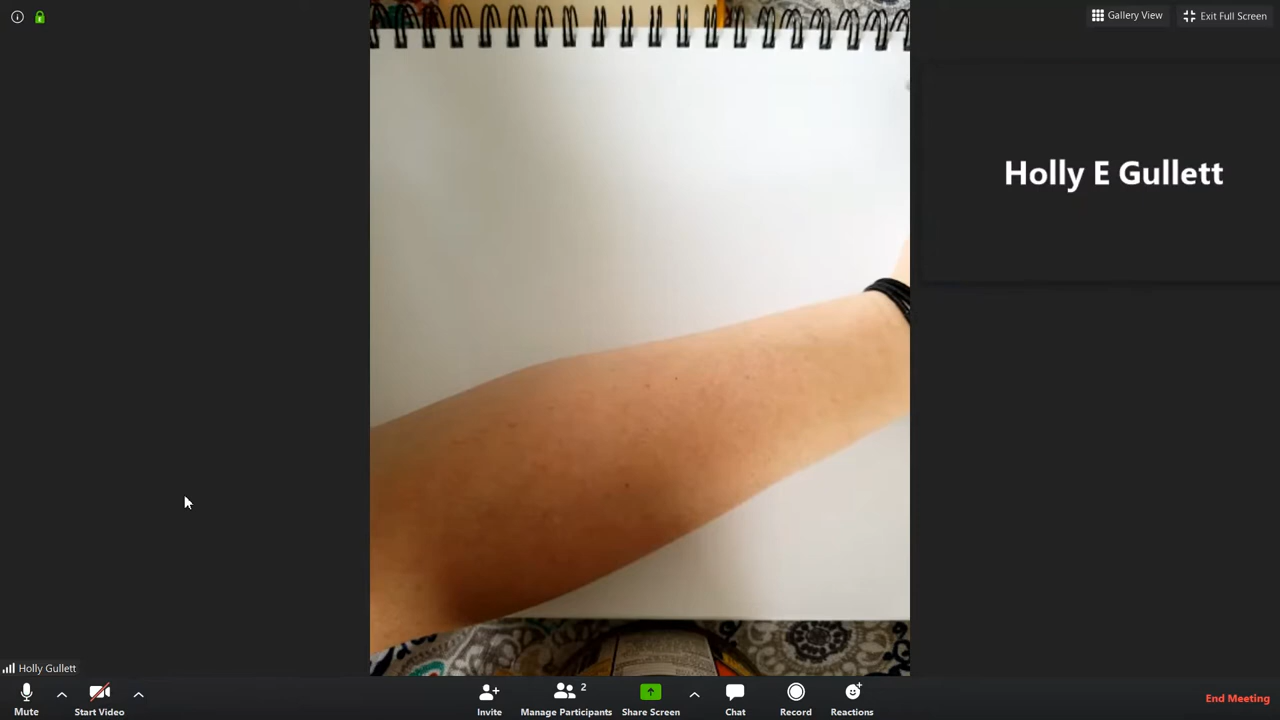 Gallery View
Exit Full Screen
Holly E Gullett
Holly Gullett
Mute
Start Video
Invite
2
Manage Participants
Share Screen
Chat
Record
Reactions
End Meeting